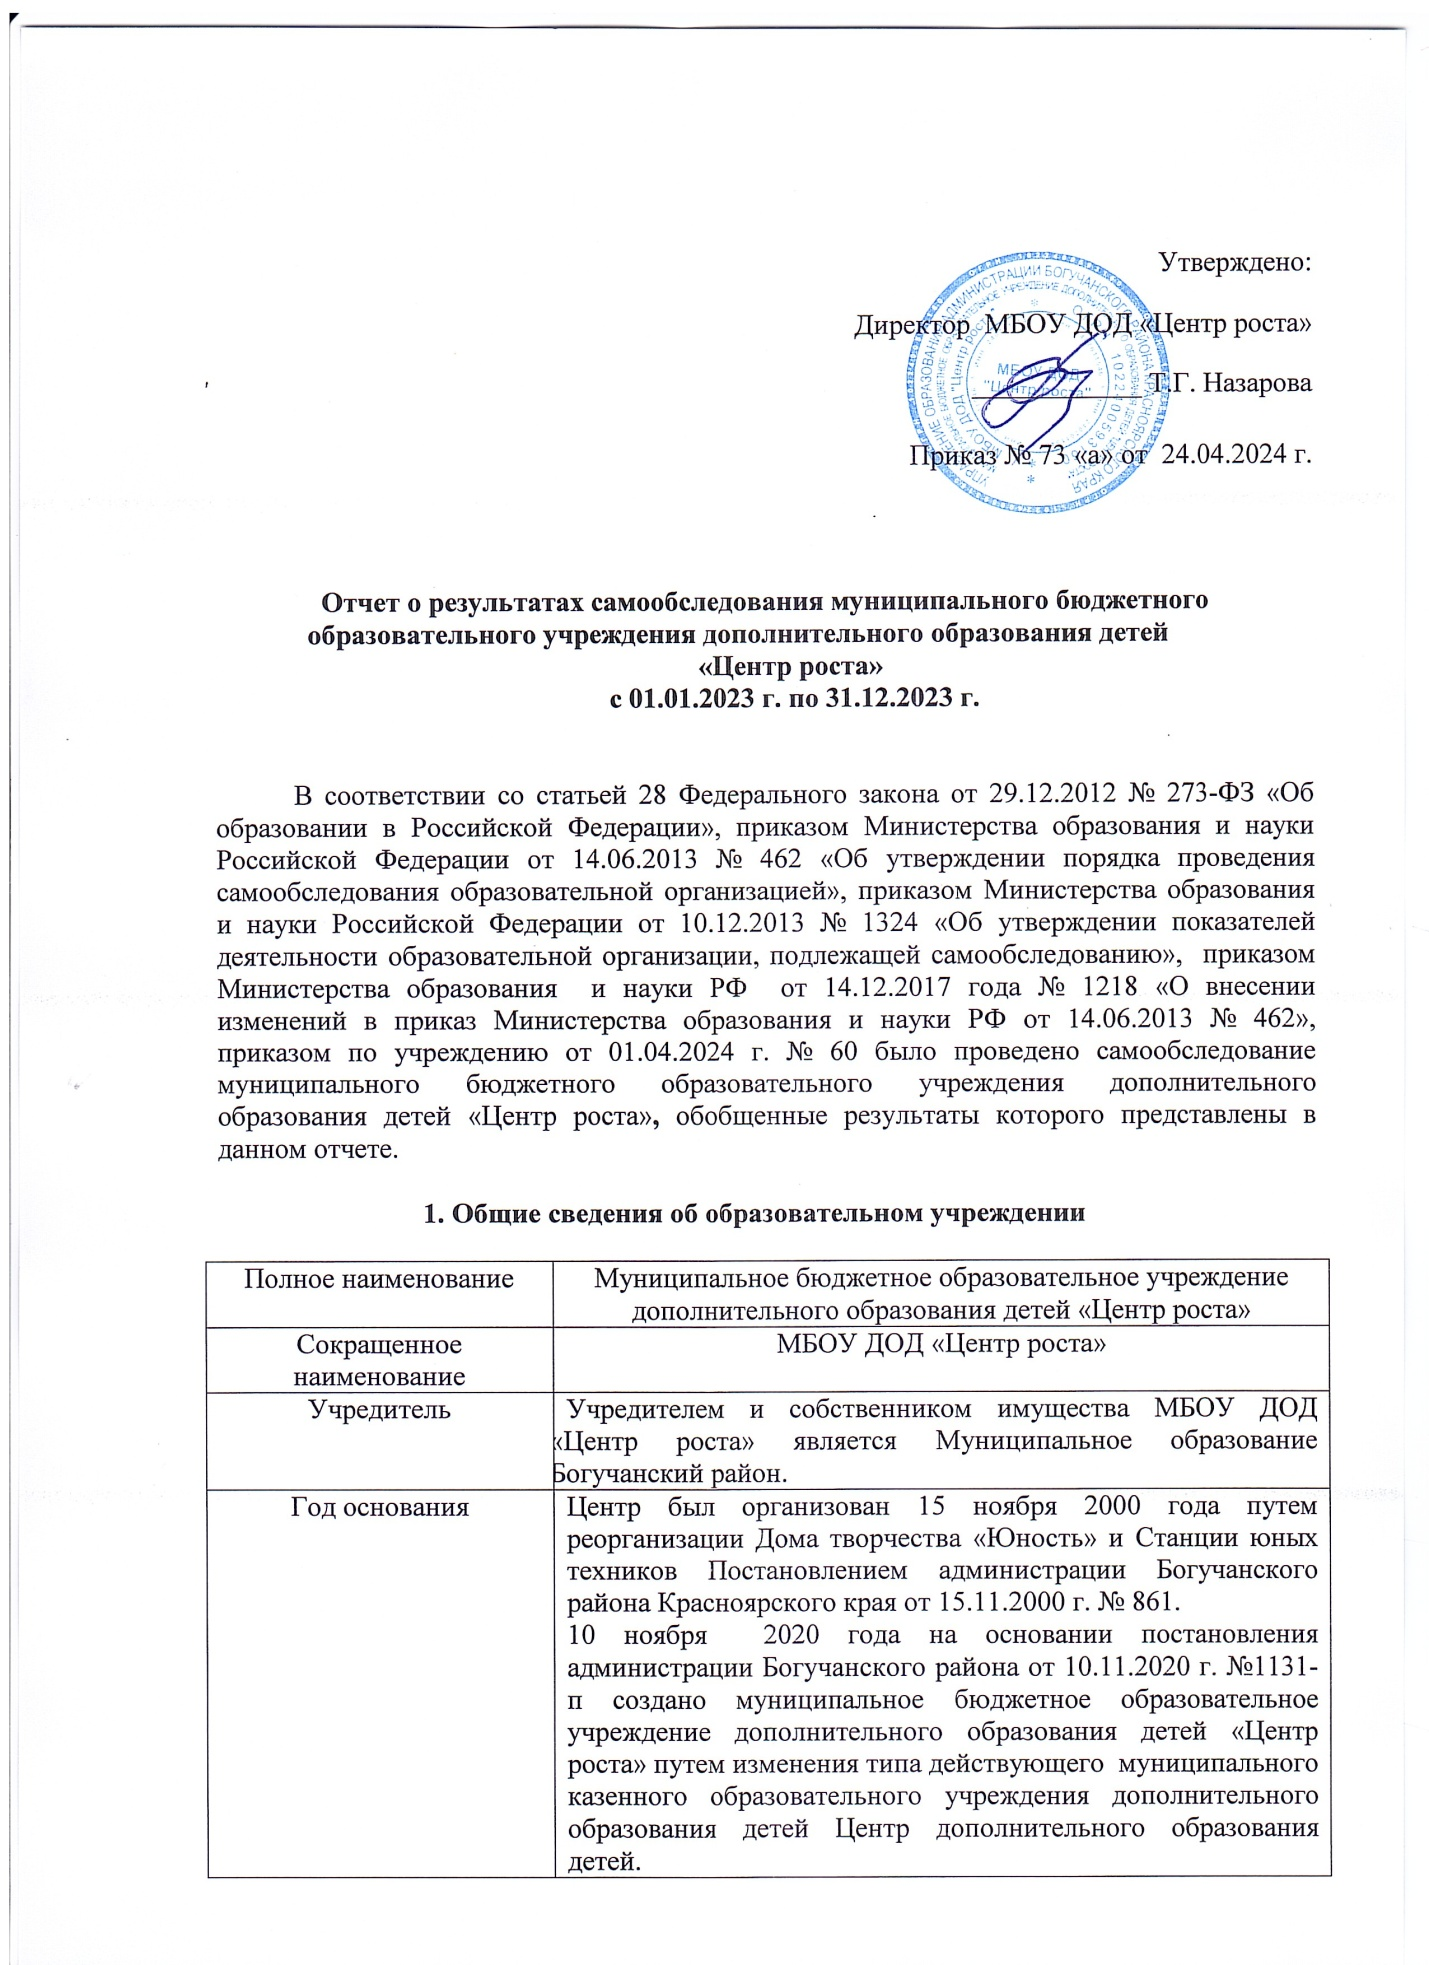 Утверждено:
Директор МБОУ ДОД «Центр роста»
Т.Г. Назарова
Приказ № 73 «а» от 24.04.2024 г.
МБОУ ДОД
"Центр роста"
Отчет о результатах самообследования муниципального бюджетного
образовательного учреждения дополнительного образования детей
«Центр роста»
с 01.01.2023 г. по 31.12.2023 г.
В соответствии со статьей 28 Федерального закона от 29.12.2012 № 273-ФЗ «Об
образовании в Российской Федерации», приказом Министерства образования и науки
Российской Федерации от 14.06.2013 № 462 «Об утверждении порядка проведения
самообследования образовательной организацией», приказом Министерства образования
и науки Российской Федерации от 10.12.2013 № 1324 «Об утверждении показателей
деятельности образовательной организации, подлежащей самообследованию», приказом
Министерства образования и науки РФ от 14.12.2017 года № 1218 «О внесении
изменений в приказ Министерства образования и науки РФ от 14.06.2013 № 462»,
приказом по учреждению от 01.04.2024 г. № 60 было проведено самообследование
муниципального бюджетного образовательного учреждения дополнительного
образования детей «Центр роста», обобщенные результаты которого представлены в
данном отчете.
1. Общие сведения об образовательном учреждении
Полное наименование
Муниципальное бюджетное образовательное учреждение
дополнительного образования детей «Центр роста»
Сокращенное
наименование
МБОУ ДОД «Центр роста»
Учредитель
Учредителем и собственником имущества МБОУ ДОД
«Центр роста» является Муниципальное образование
Богучанский район.
Год основания
Центр был организован 15 ноября 2000 года путем
реорганизации Дома творчества «Юность» и Станции юных
техников Постановлением администрации Богучанского
района Красноярского края от 15.11.2000 г. № 861.
10 ноября 2020 года на основании постановления
администрации Богучанского района от 10.11.2020 г. №1131-
п создано муниципальное бюджетное образовательное
учреждение дополнительного образования детей «Центр
роста» путем изменения типа действующего муниципального
казенного образовательного учреждения дополнительного
образования детей Центр дополнительного образования
детей.